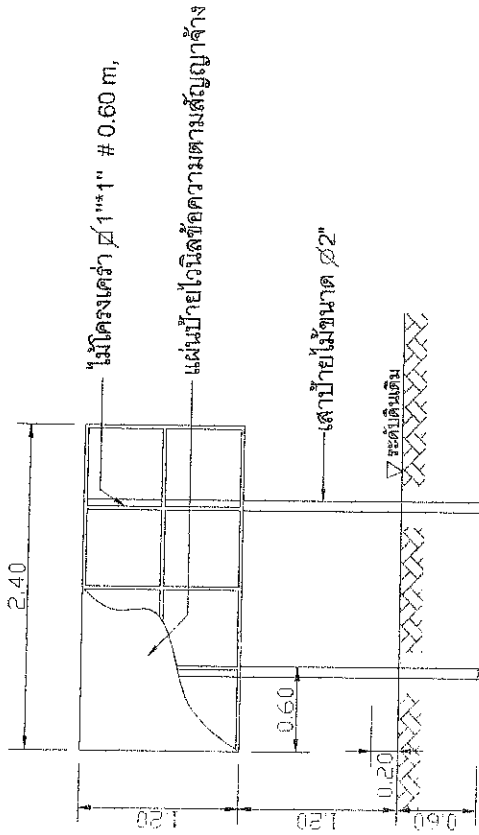 2.40
ไม้โครงเคร่า ⌀1"*1" # 0.60 m,
แผ่นป้ายไวนิลข้อความตามสัญญาจ้าง
1.20
0.60
เสาป้ายไม้ขนาด ∅2"
1.20
ระดับดินเดิม
0.20
0.60